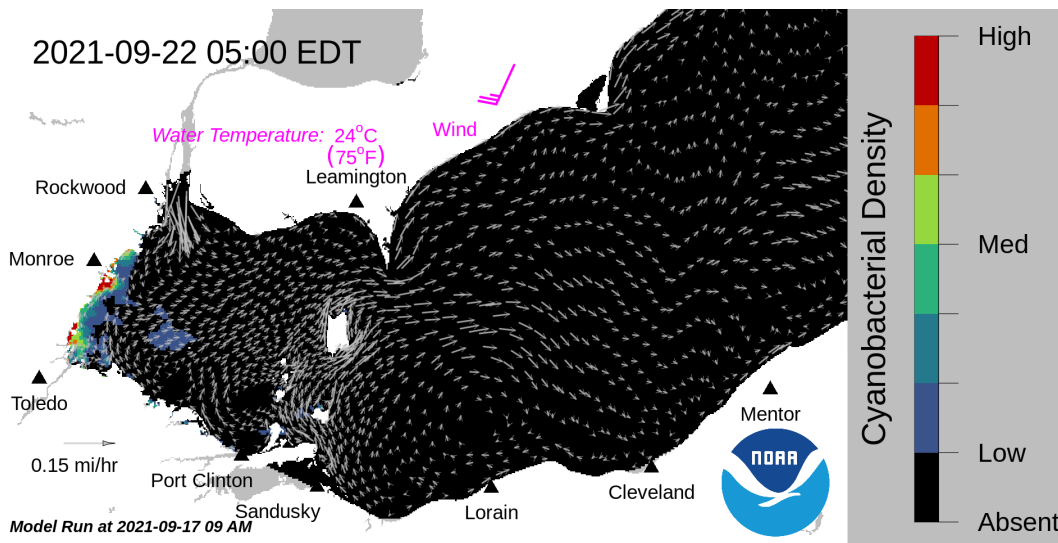 2021-09-22 05:00 EDT
Water Temperature: 24°C
(75°F)
Wind
Leamington
Rockwood
Monroe
Toledo
0.15 mi/hr
Port Clinton
Sandusky
Lorain
Cleveland
Mentor
NOAA
Model Run at 2021-09-17 09 AM
Cyanobacterial Density
High
Med
Low
Absent